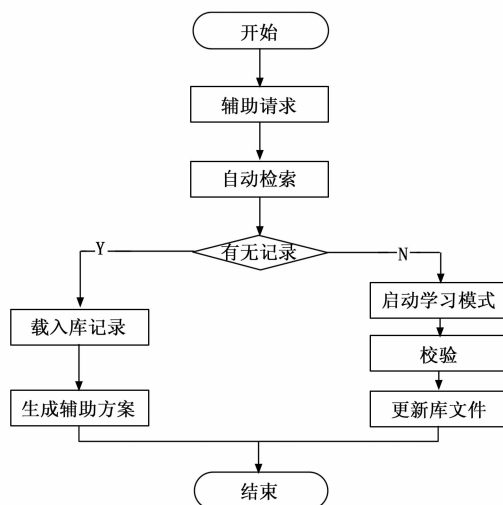 开始
辅助请求
自动检索
有无记录
Y
N
载入库记录
生成辅助方案
启动学习模式
校验
更新库文件
结束